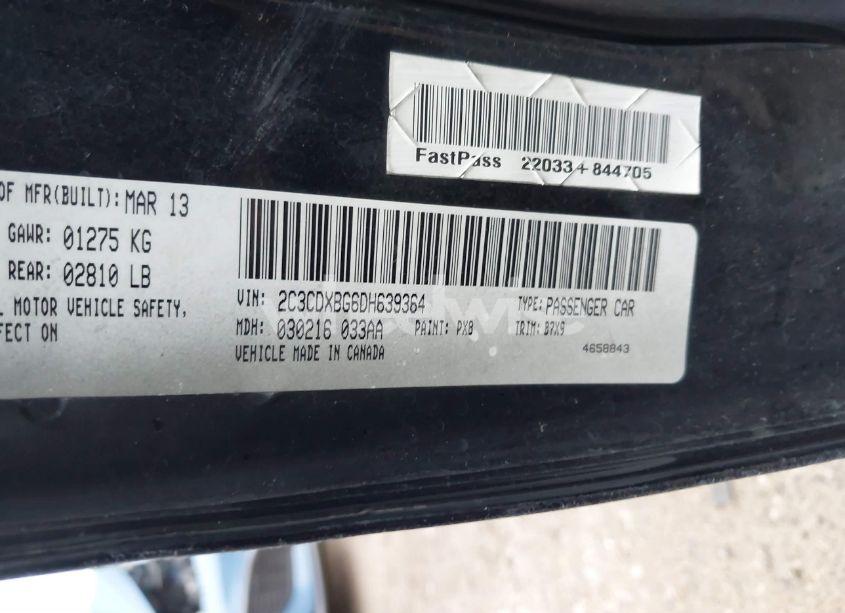 FastPass 22033+844705
OF MFR(BUILT): MAR 13
GAWR: 01275 KG
REAR: 02810 LB
MOTOR VEHICLE SAFETY,
FECT ON
VIN: 2C3CDXBG6DH639364 TYPE: PASSENGER CAR
MDH: 030216 033AA PAINT: PX8 TRIM: B7X9
VEHICLE MADE IN CANADA
4658843